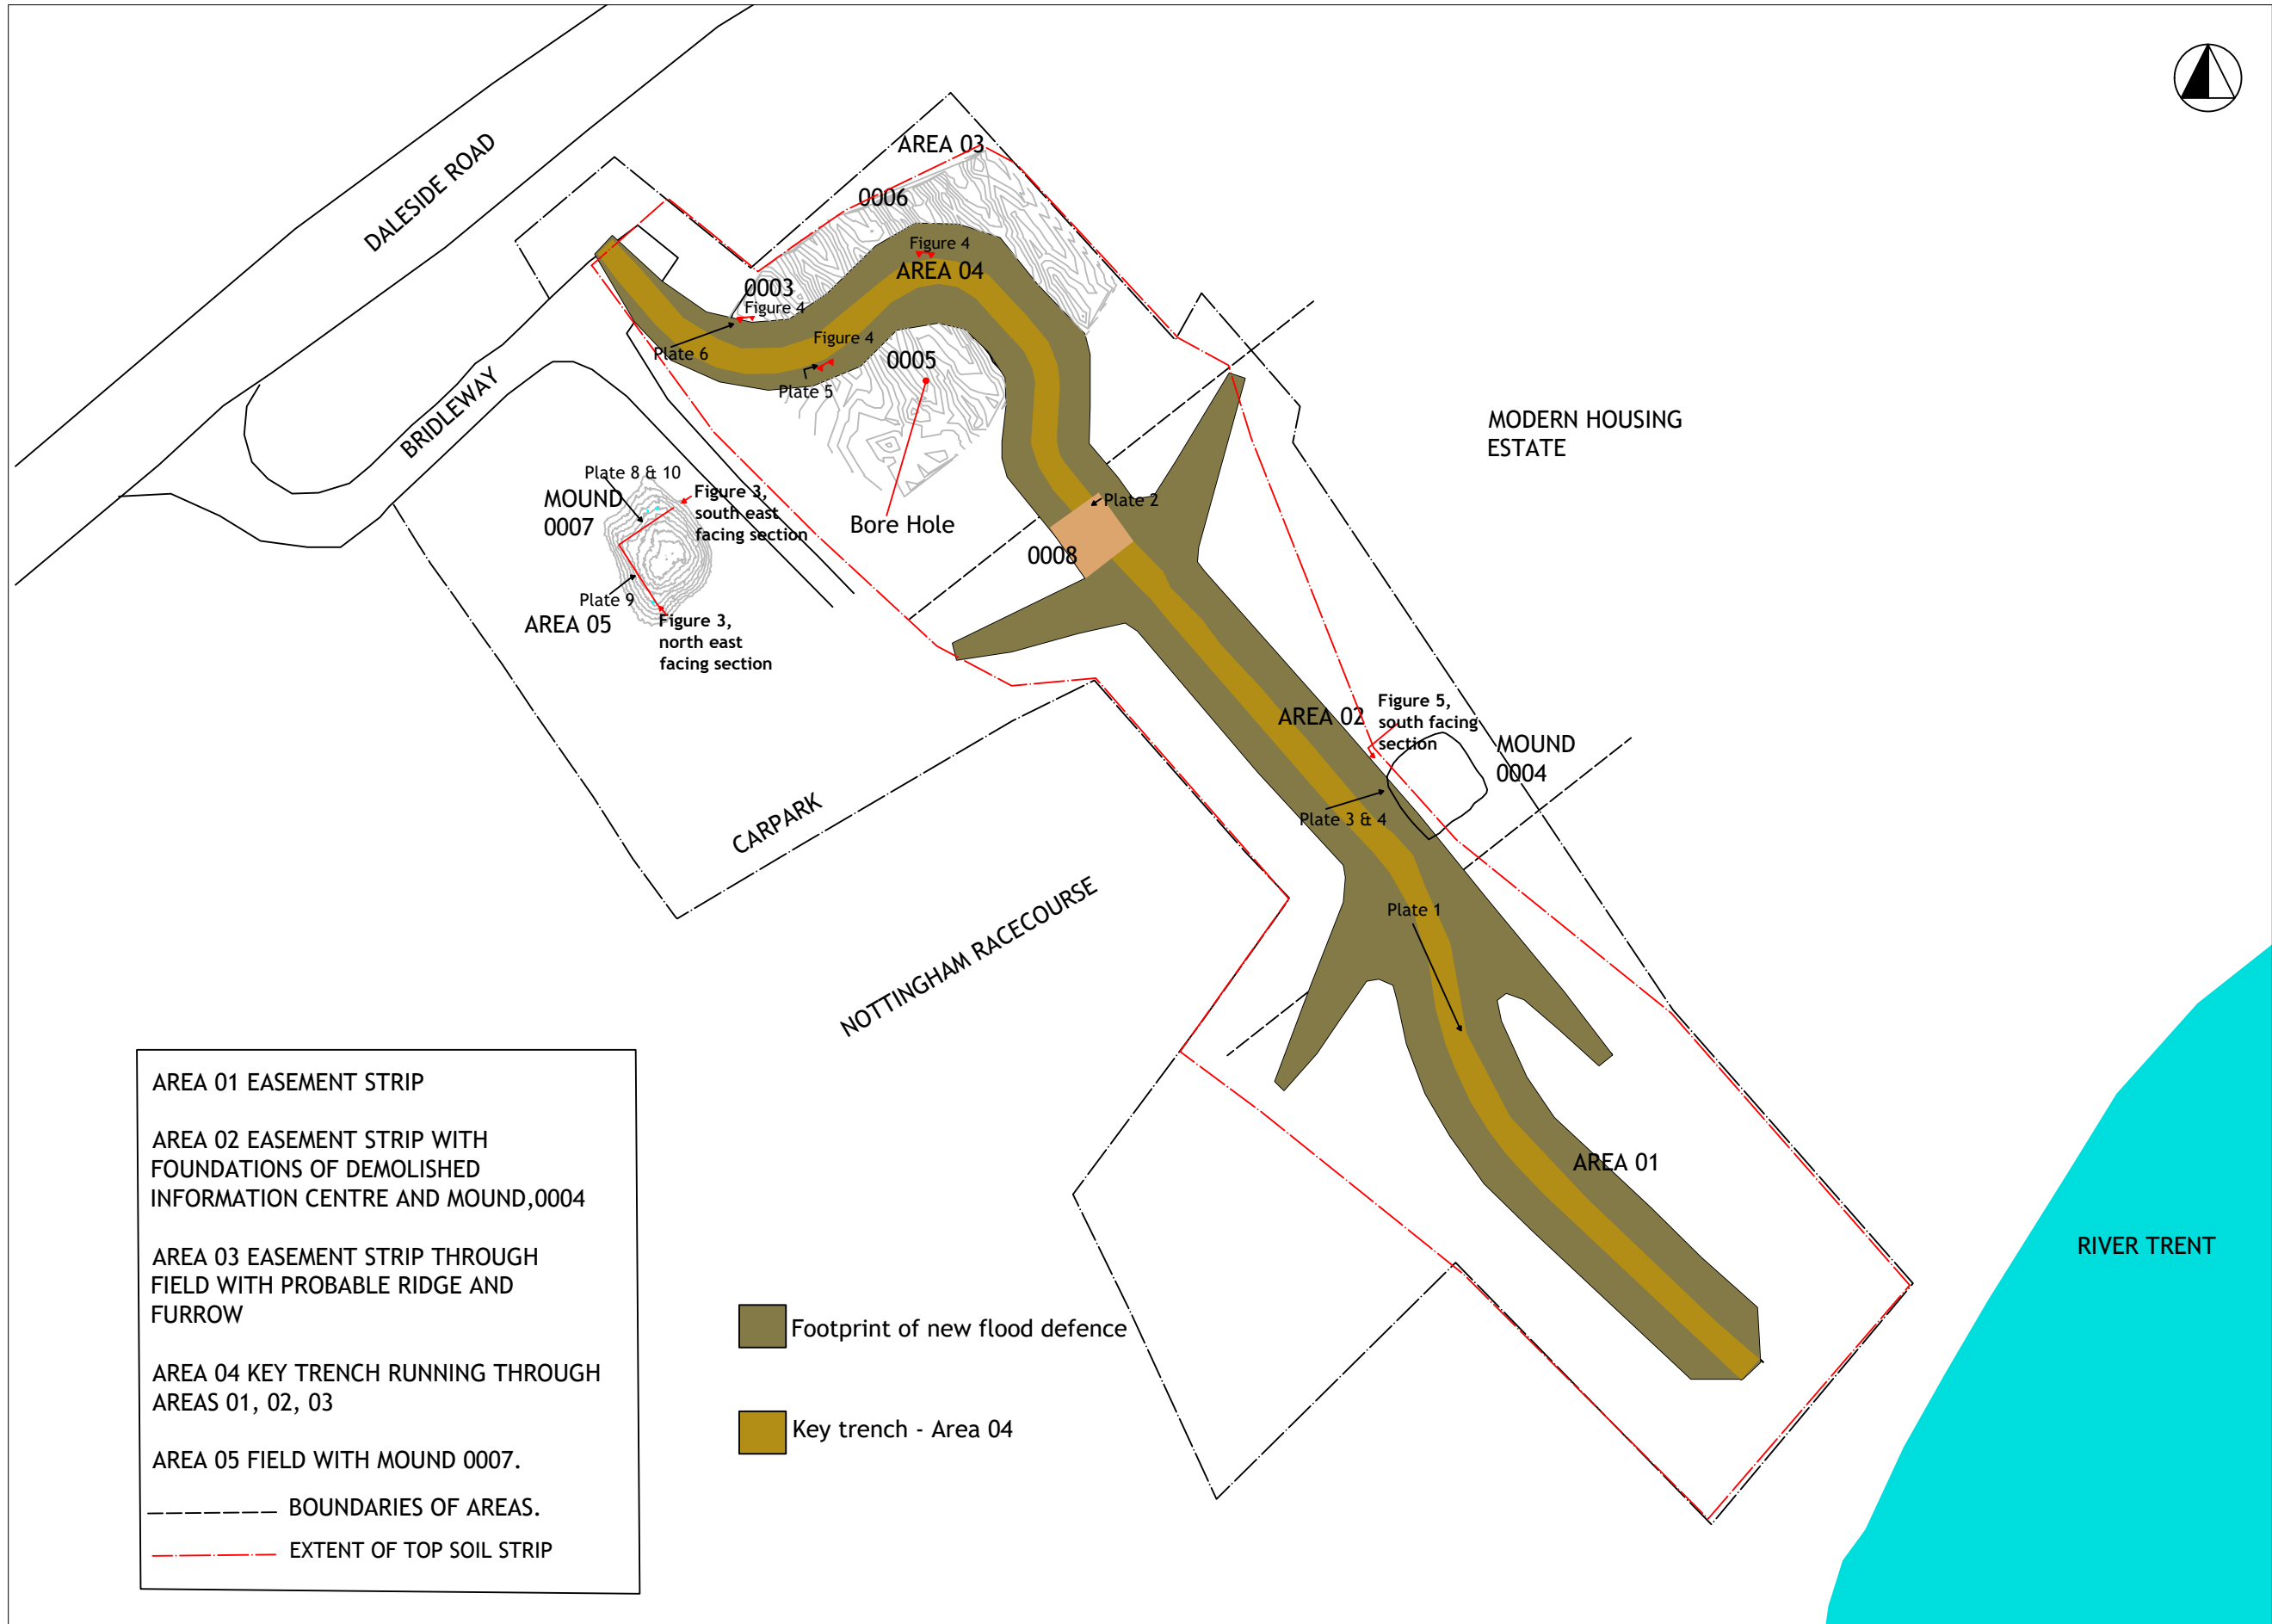 DALESIDE ROAD
BRIDLEWAY
AREA 03
0006
Figure 4
AREA 04
0003
Figure 4
Figure 4
Plate 6
0005
Plate 5
MODERN HOUSING
ESTATE
Plate 8 & 10
MOUND
0007
Figure 3,
south east
facing section
Plate 2
Bore Hole
0008
Plate 9
AREA 05
Figure 3,
north east
facing section
AREA 02
Figure 5,
south facing
section
MOUND
0004
CARPARK
Plate 3 & 4
NOTTINGHAM RACECOURSE
Plate 1
AREA 01
RIVER TRENT
AREA 01 EASEMENT STRIP
AREA 02 EASEMENT STRIP WITH
FOUNDATIONS OF DEMOLISHED
INFORMATION CENTRE AND MOUND,0004
AREA 03 EASEMENT STRIP THROUGH
FIELD WITH PROBABLE RIDGE AND
FURROW
AREA 04 KEY TRENCH RUNNING THROUGH
AREAS 01, 02, 03
AREA 05 FIELD WITH MOUND 0007.
BOUNDARIES OF AREAS.
EXTENT OF TOP SOIL STRIP
Footprint of new flood defence
Key trench - Area 04